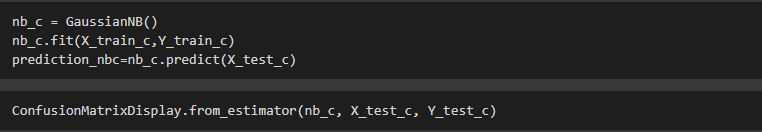 nb_c = GaussianNB()
nb_c.fit(X_train_c,Y_train_c)
prediction_nbc=nb_c.predict(X_test_c)
ConfusionMatrixDisplay.from_estimator(nb_c, X_test_c, Y_test_c)